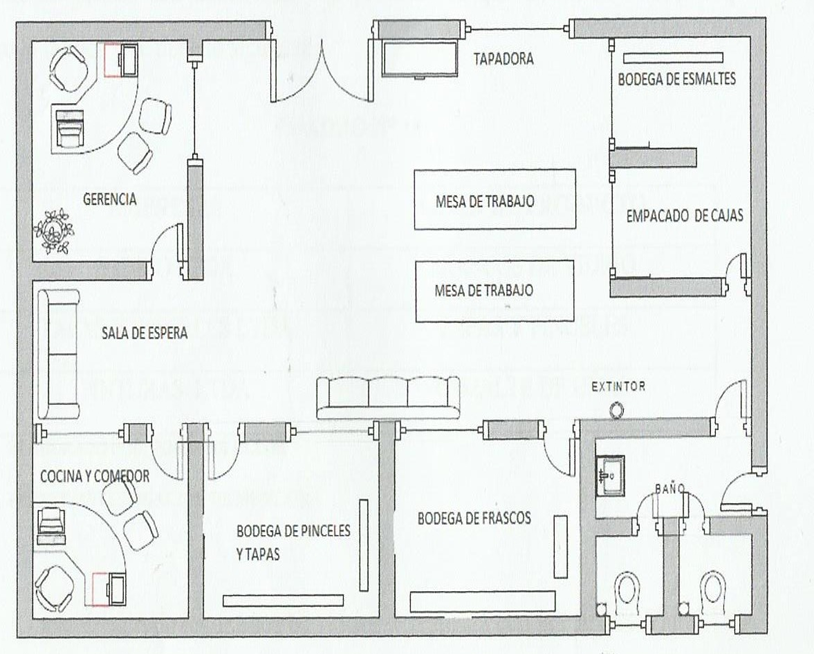 TAPADORA
BODEGA DE ESMALTES
GERENCIA
MESA DE TRABAJO
EMPACADO DE CAJAS
MESA DE TRABAJO
SALA DE ESPERA
EXTINTOR
COCINA Y COMEDOR
BAÑO
BODEGA DE PINCELES
Y TAPAS
BODEGA DE FRASCOS